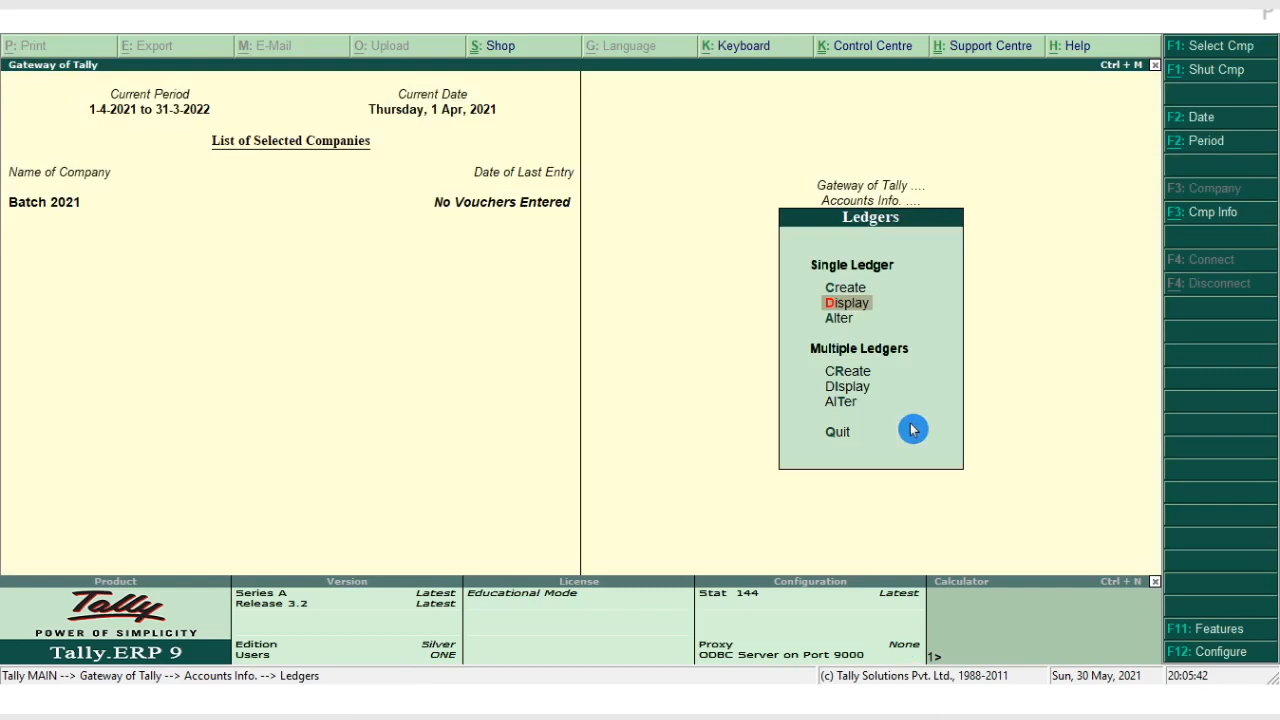 P
P: Print E: Export M: E-Mail O: Upload S: Shop G: Language K: Keyboard K: Control Centre H: Support Centre H: Help
Gateway of Tally Ctrl + M
Current Period Current Date
1-4-2021 to 31-3-2022 Thursday, 1 Apr, 2021
List of Selected Companies
Name of Company Date of Last Entry
Batch 2021 No Vouchers Entered
Gateway of Tally ....
Accounts Info. ....
Ledgers
Single Ledger
Create
Display
Alter
Multiple Ledgers
CReate
DIsplay
AlTer
Quit
F1: Select Cmp
F1: Shut Cmp
F2: Date
F2: Period
F3: Company
F3: Cmp Info
F4: Connect
F4: Disconnect
F11: Features
F12: Configure
Product
Tally
POWER OF SIMPLICITY
Tally.ERP 9
Version
Series A Latest
Release 3.2 Latest
Edition Silver
Users ONE
License
Educational Mode
Configuration
Stat 144 Latest
Proxy None
ODBC Server on Port 9000
Calculator Ctrl + N
1>
Tally MAIN --> Gateway of Tally --> Accounts Info. --> Ledgers (c) Tally Solutions Pvt. Ltd., 1988-2011 Sun, 30 May, 2021 20:05:42